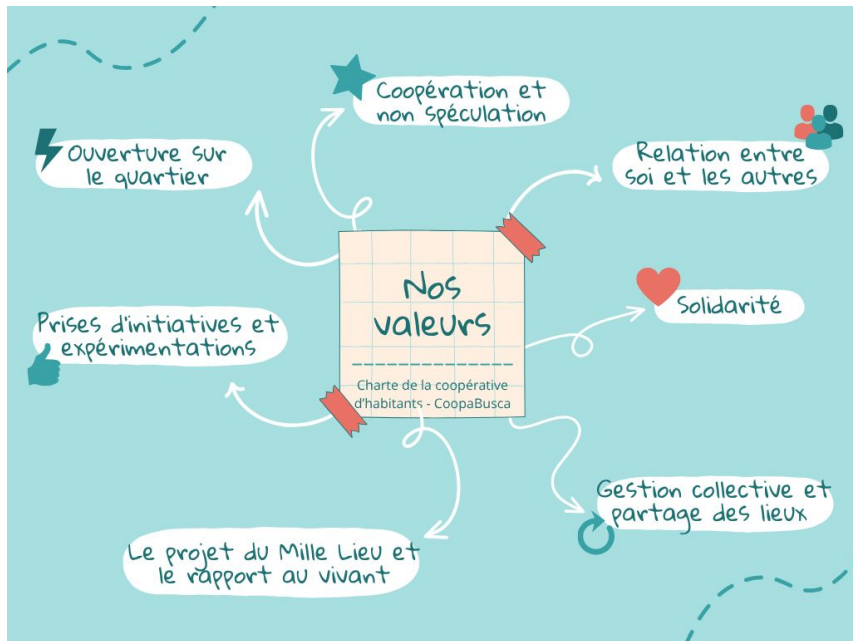 Coopération et
non spéculation
Ouverture sur
le quartier
Relation entre
soi et les autres
Nos
valeurs
Charte de la coopérative
d'habitants - CoopaBusca
Solidarité
Prises d'initiatives et
expérimentations
Gestion collective et
partage des lieux
Le projet du Mille Lieu et
le rapport au vivant